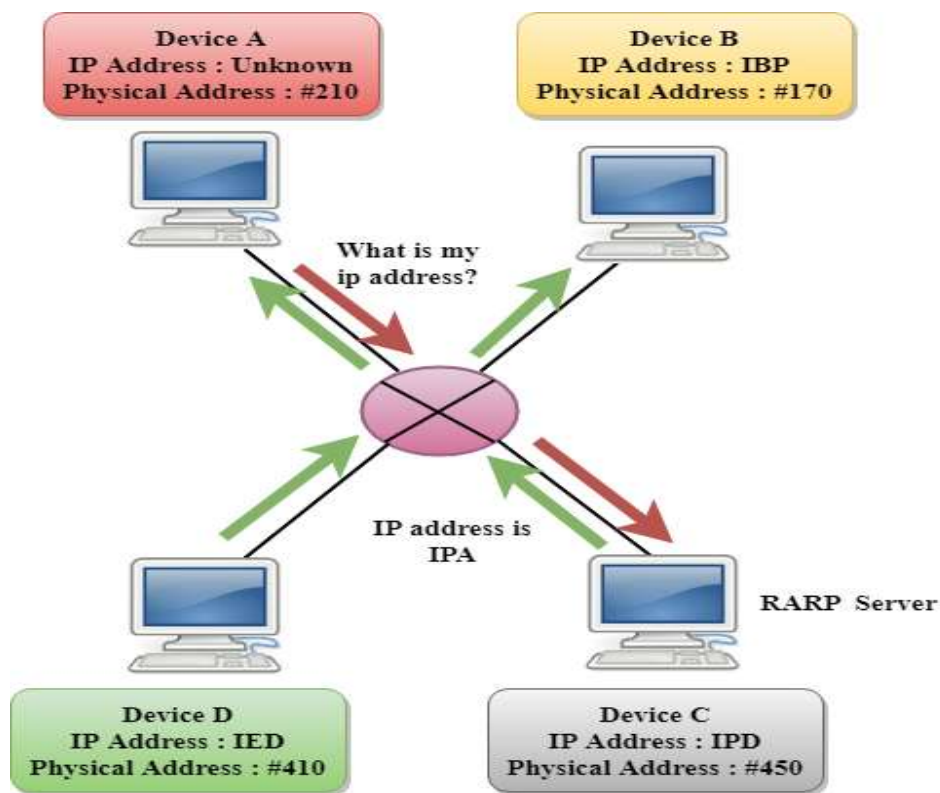 Device A
IP Address : Unknown
Physical Address : #210
Device B
IP Address : IBP
Physical Address : #170
What is my
ip address?
IP address is
IPA
RARP Server
Device D
IP Address : IED
Physical Address : #410
Device C
IP Address : IPD
Physical Address : #450